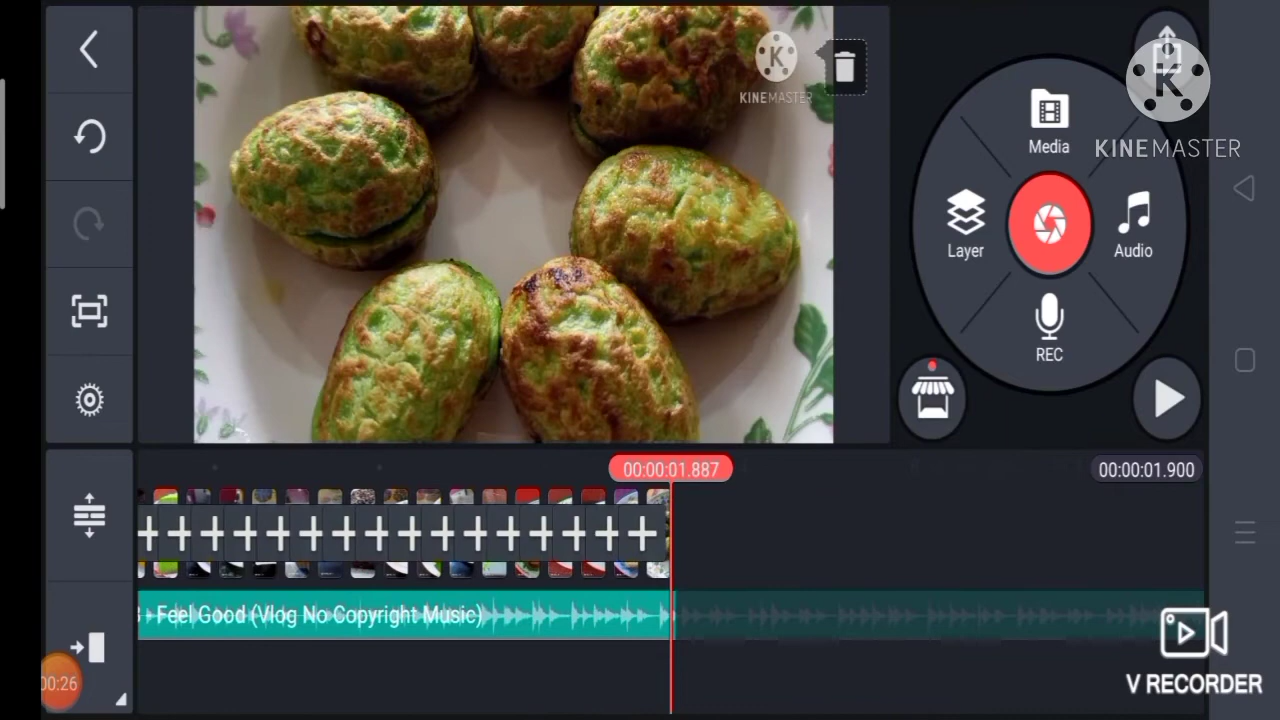 KINEMASTER
Media
KINEMASTER
Layer
Audio
REC
00:00:01.887
00:00:01.900
- Feel Good (Vlog No Copyright Music)
00:26
V RECORDER